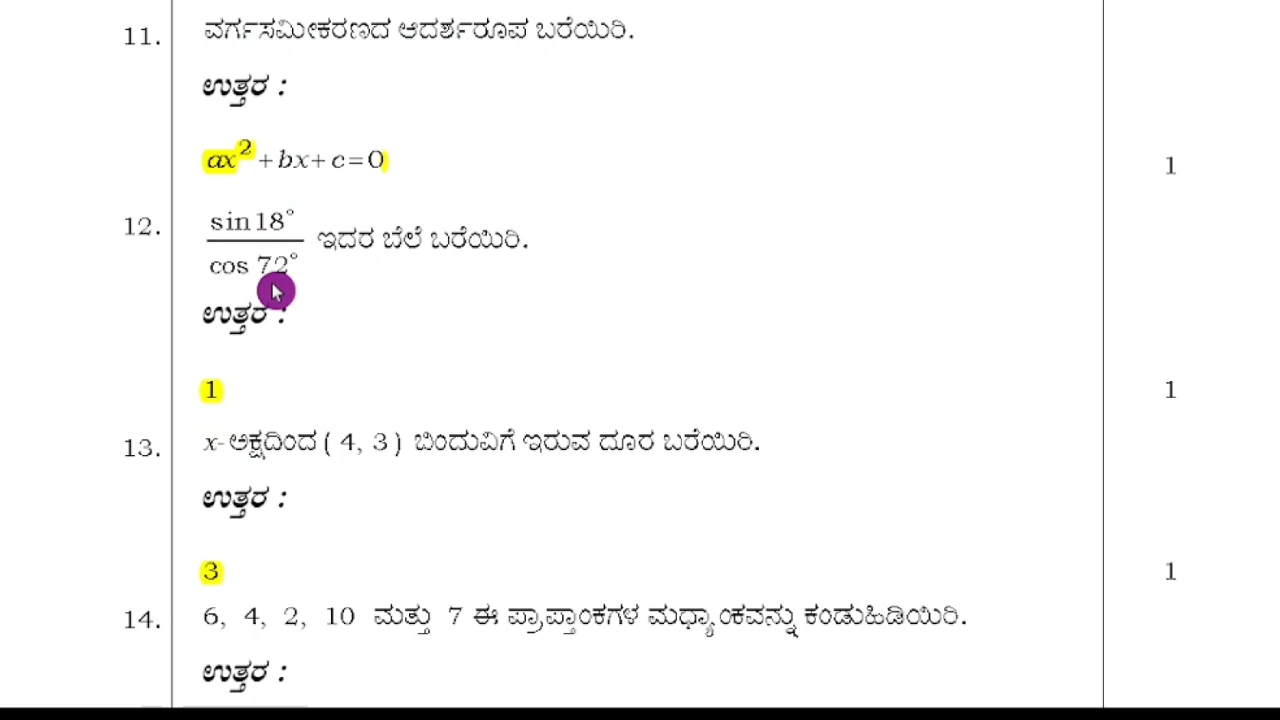 11. ವರ್ಗಸಮೀಕರಣದ ಆದರ್ಶರೂಪ ಬರೆಯಿರಿ.
ಉತ್ತರ :
ax² + bx + c = 0 1
12. sin 18° / cos 72° ಇದರ ಬೆಲೆ ಬರೆಯಿರಿ.
ಉತ್ತರ :
1 1
13. x- ಅಕ್ಷದಿಂದ ( 4, 3 ) ಬಿಂದುವಿಗೆ ಇರುವ ದೂರ ಬರೆಯಿರಿ.
ಉತ್ತರ :
3 1
14. 6, 4, 2, 10 ಮತ್ತು 7 ಈ ಪ್ರಾಪ್ತಾಂಕಗಳ ಮಧ್ಯಾಂಕವನ್ನು ಕಂಡುಹಿಡಿಯಿರಿ.
ಉತ್ತರ :